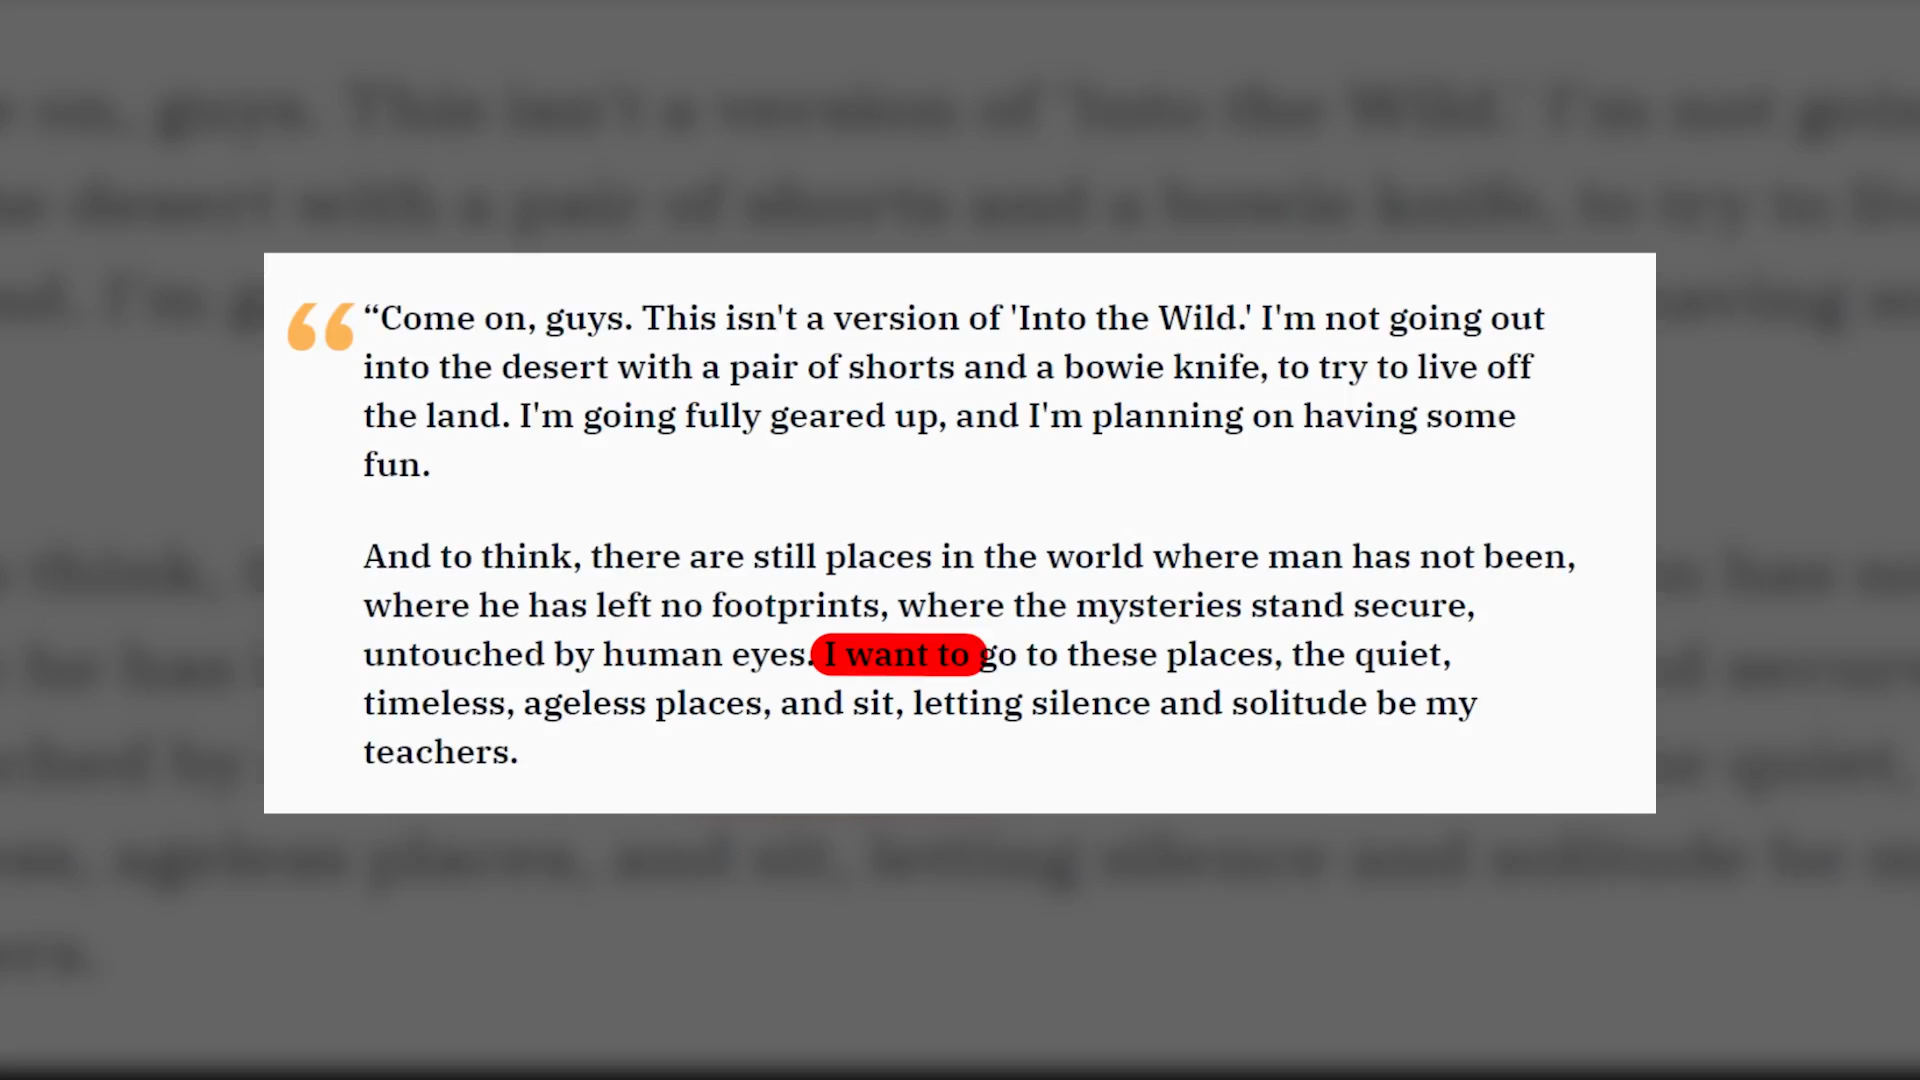 “Come on, guys. This isn't a version of 'Into the Wild.' I'm not going out
into the desert with a pair of shorts and a bowie knife, to try to live off
the land. I'm going fully geared up, and I'm planning on having some
fun.
And to think, there are still places in the world where man has not been,
where he has left no footprints, where the mysteries stand secure,
untouched by human eyes. I want to go to these places, the quiet,
timeless, ageless places, and sit, letting silence and solitude be my
teachers.